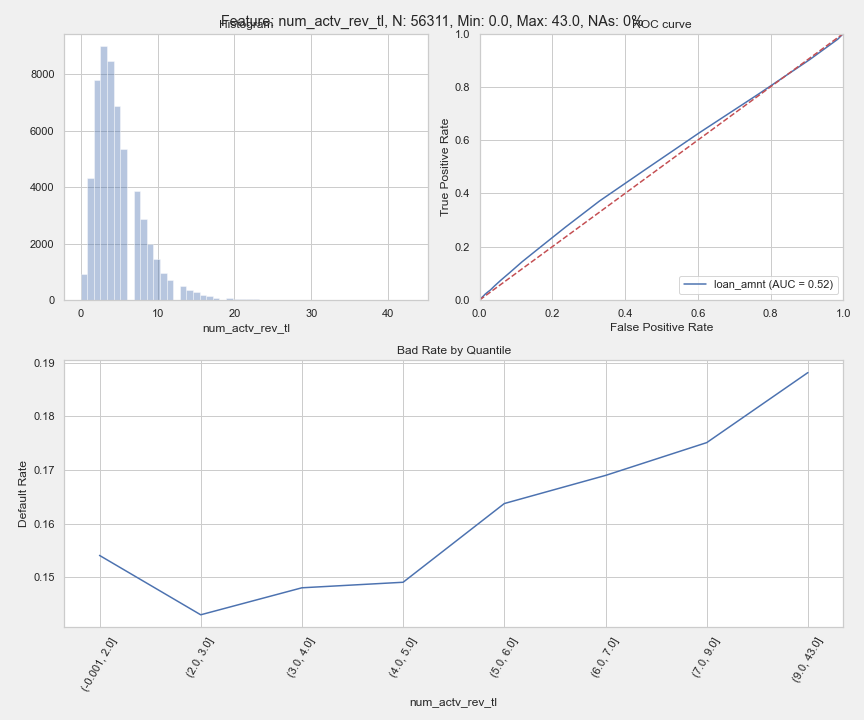 Feature: num_actv_rev_tl, N: 56311, Min: 0.0, Max: 43.0, NAs: 0%
Histogram
ROC curve
8000
6000
4000
2000
0
0 10 20 30 40
num_actv_rev_tl
True Positive Rate
1.0
0.8
0.6
0.4
0.2
0.0
loan_amnt (AUC = 0.52)
0.0 0.2 0.4 0.6 0.8 1.0
False Positive Rate
Bad Rate by Quantile
Default Rate
0.19
0.18
0.17
0.16
0.15
(-0.001, 2.0]
(2.0, 3.0]
(3.0, 4.0]
(4.0, 5.0]
(5.0, 6.0]
(6.0, 7.0]
(7.0, 9.0]
(9.0, 43.0]
num_actv_rev_tl